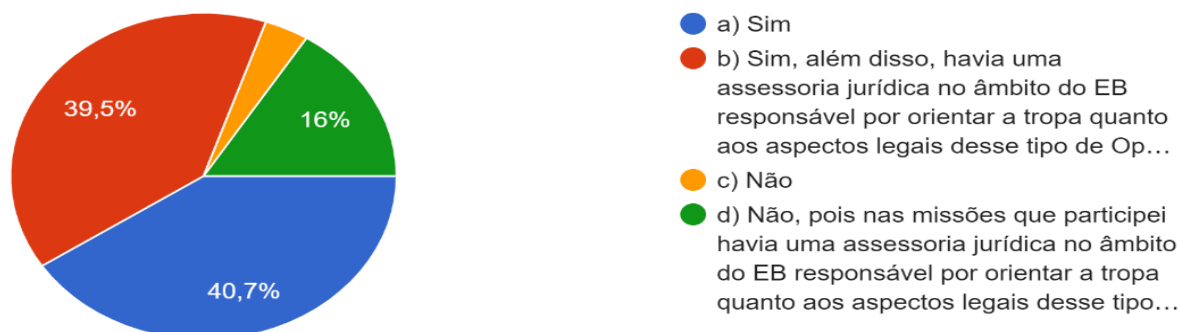 a) Sim
b) Sim, além disso, havia uma
assessoria jurídica no âmbito do EB
responsável por orientar a tropa quanto
aos aspectos legais desse tipo de Op…
c) Não
d) Não, pois nas missões que participei
havia uma assessoria jurídica no âmbito
do EB responsável por orientar a tropa
quanto aos aspectos legais desse tipo…
39,5%
16%
40,7%